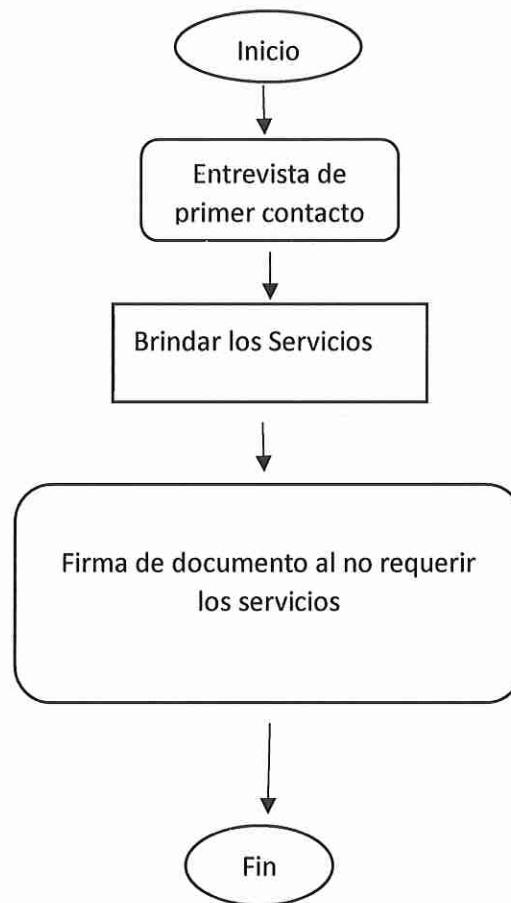 Inicio
Entrevista de
primer contacto
Brindar los Servicios
Firma de documento al no requerir
los servicios
Fin